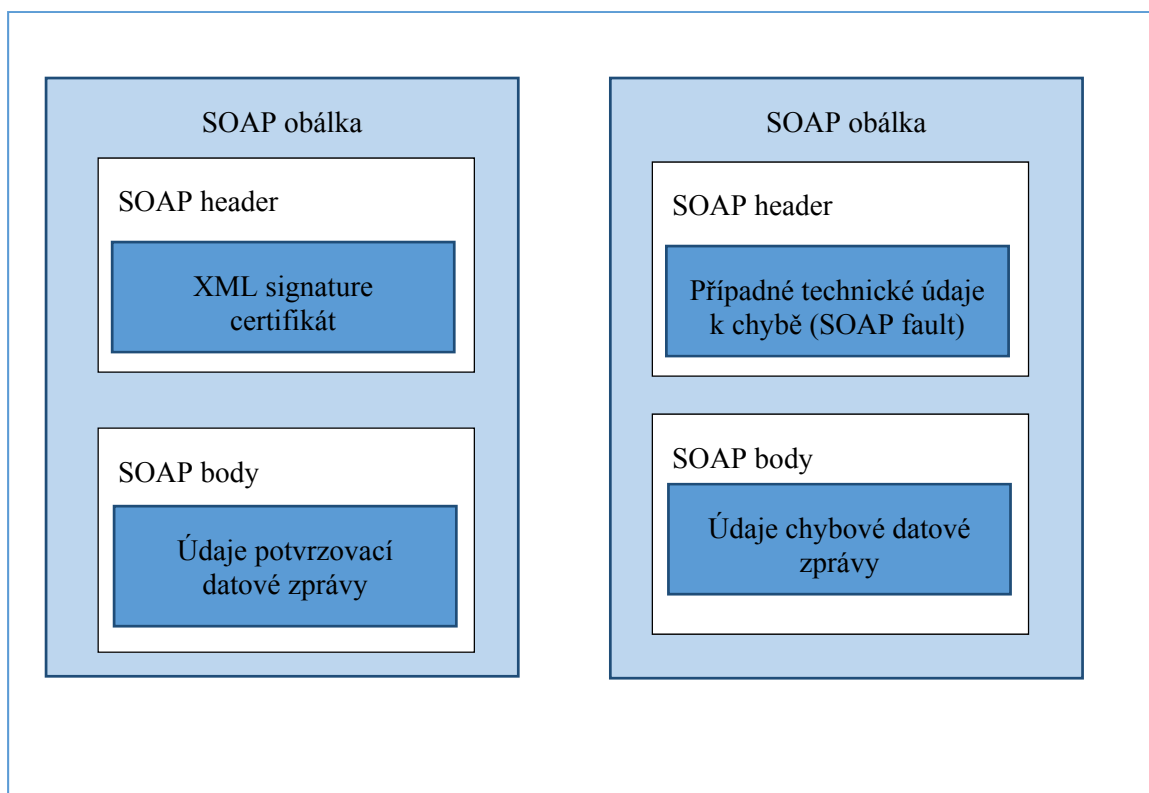 SOAP obálka
SOAP header
XML signature
certifikát
SOAP body
Údaje potvrzovací
datové zprávy
SOAP obálka
SOAP header
Případné technické údaje
k chybě (SOAP fault)
SOAP body
Údaje chybové datové
zprávy